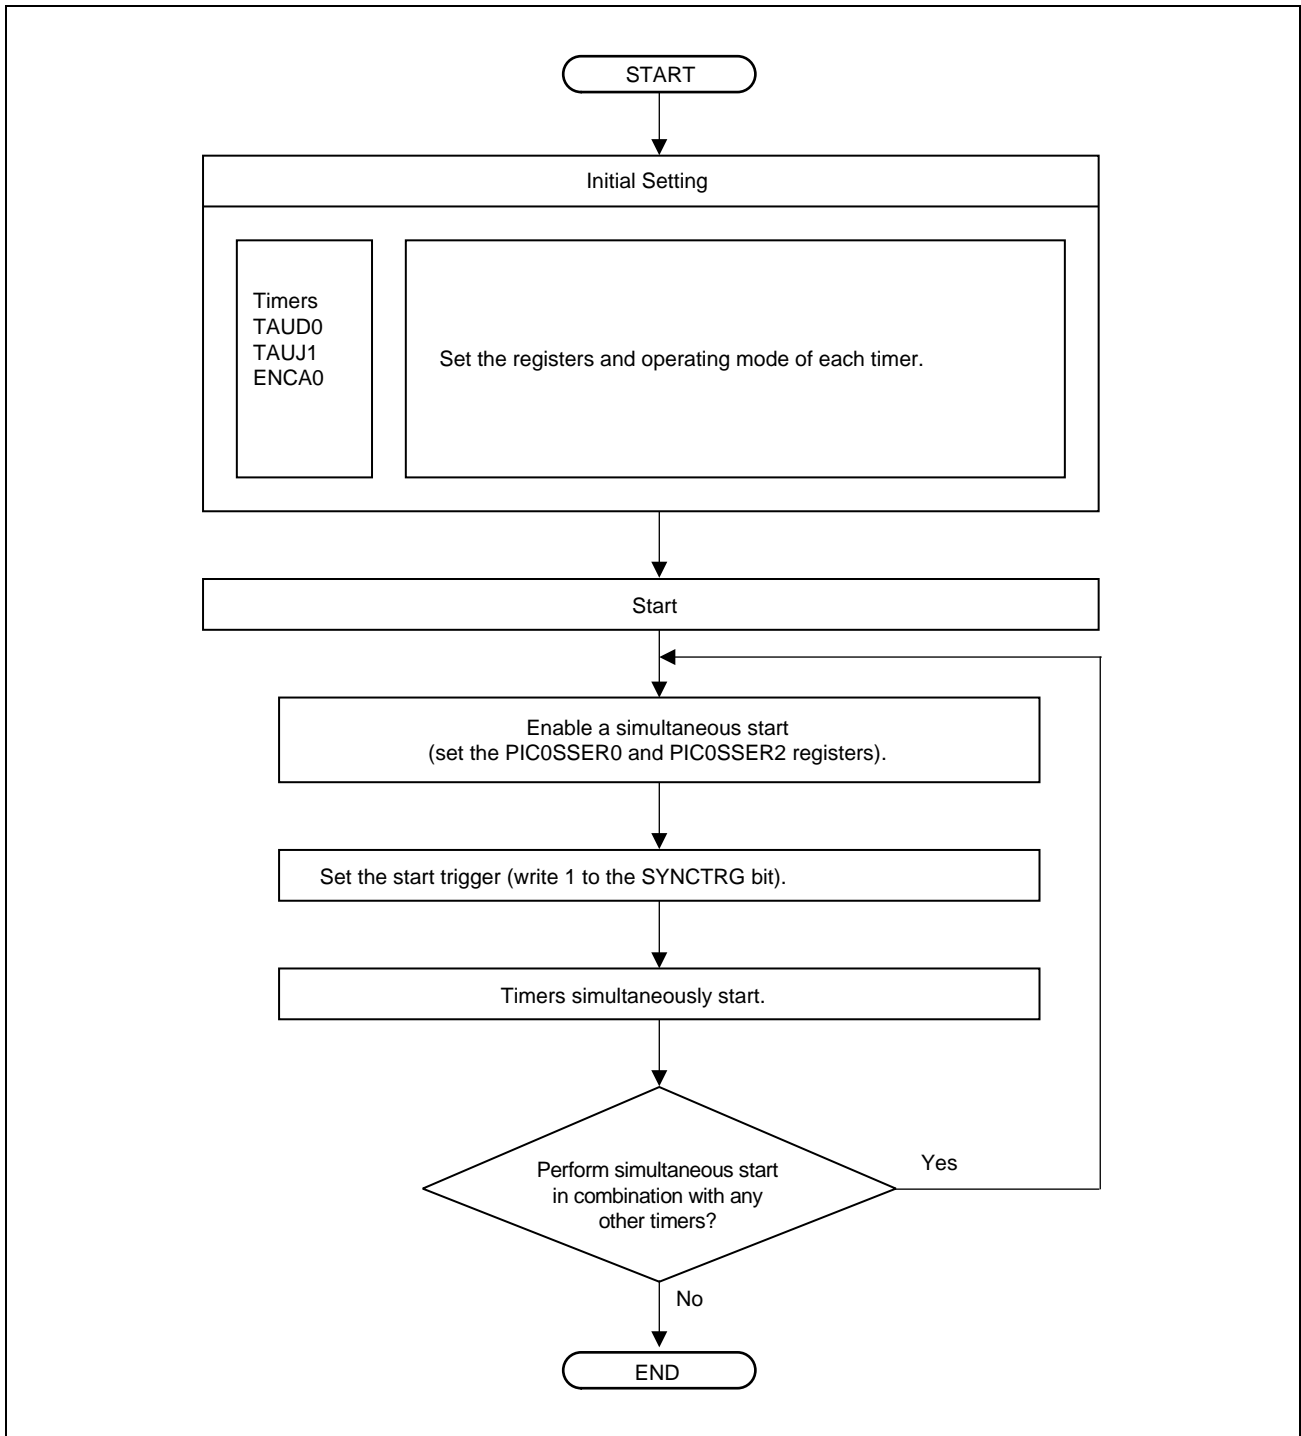 START
Initial Setting
Timers
TAUD0
TAUJ1
ENCA0
Set the registers and operating mode of each timer.
Start
Enable a simultaneous start
(set the PIC0SSER0 and PIC0SSER2 registers).
Set the start trigger (write 1 to the SYNCTRG bit).
Timers simultaneously start.
Perform simultaneous start
in combination with any
other timers?
Yes
No
END